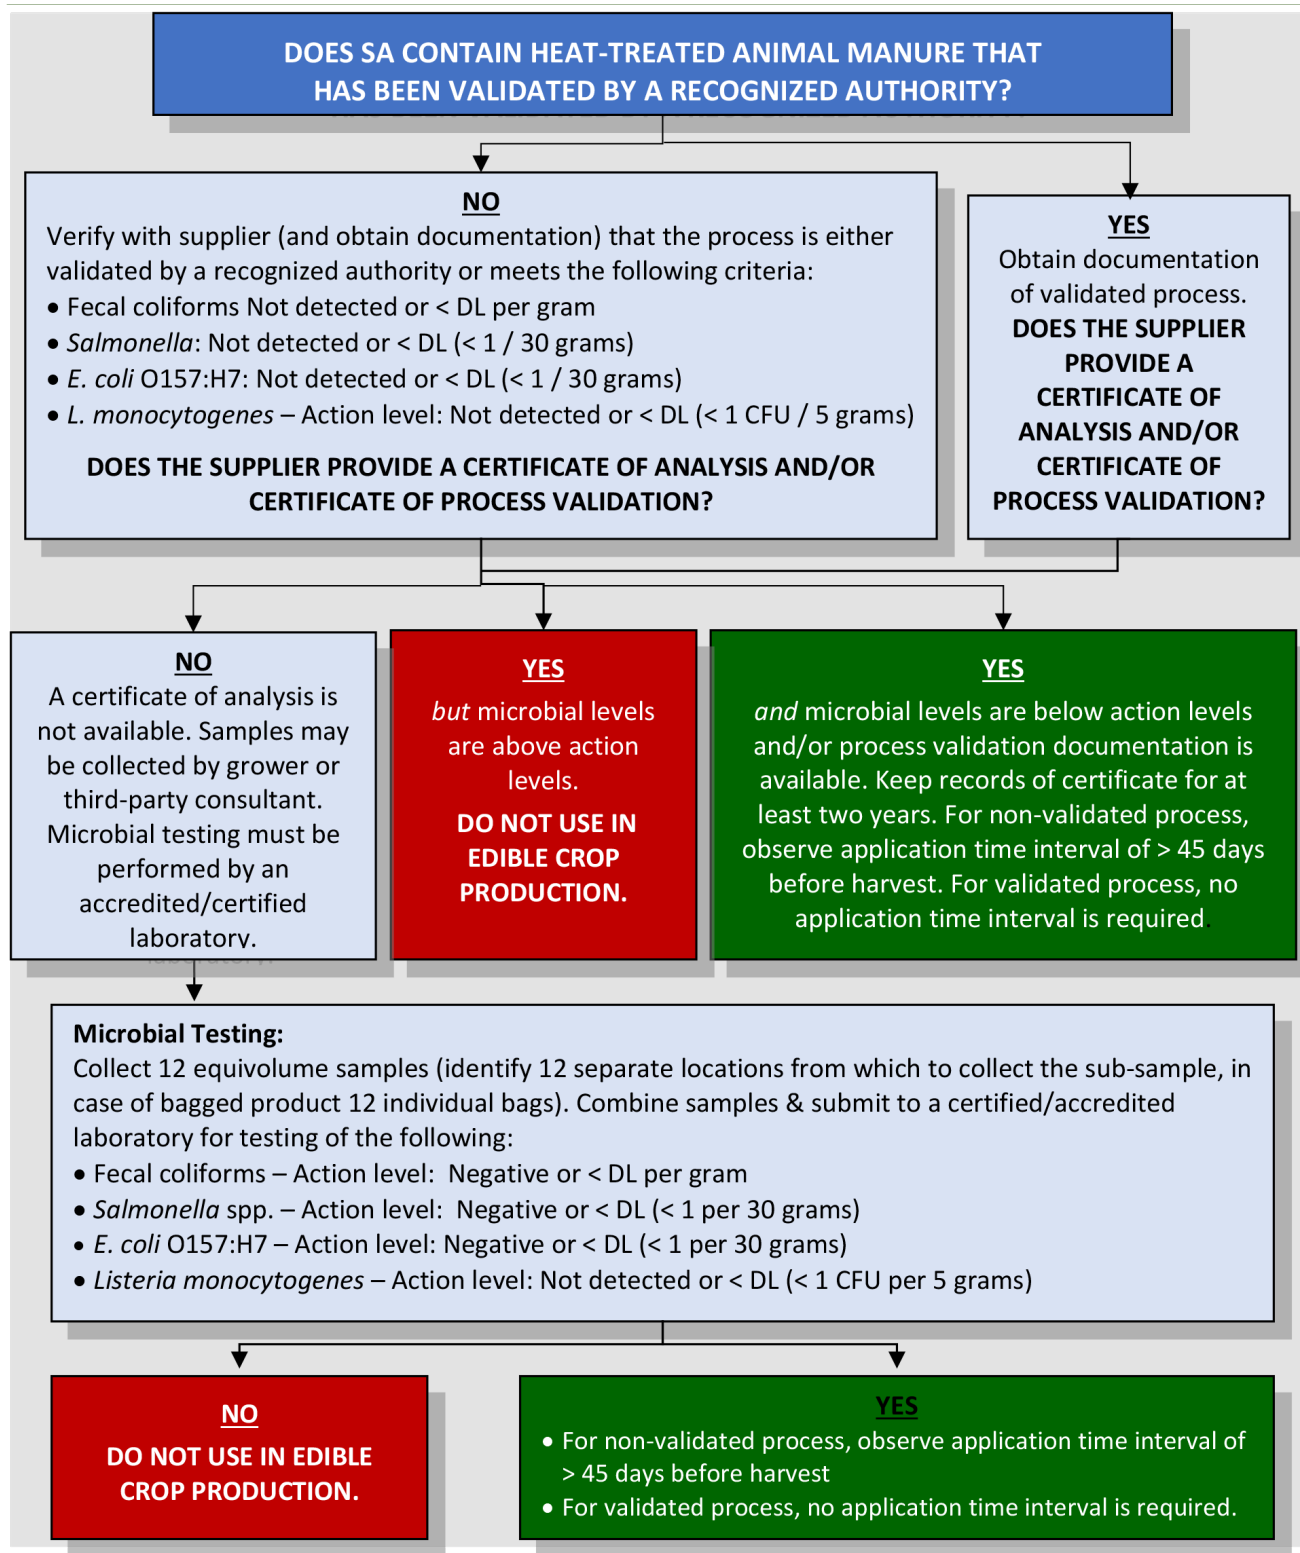 DOES SA CONTAIN HEAT-TREATED ANIMAL MANURE THAT
HAS BEEN VALIDATED BY A RECOGNIZED AUTHORITY?
NO
Verify with supplier (and obtain documentation) that the process is either
validated by a recognized authority or meets the following criteria:
• Fecal coliforms Not detected or < DL per gram
• Salmonella: Not detected or < DL (< 1 / 30 grams)
• E. coli O157:H7: Not detected or < DL (< 1 / 30 grams)
• L. monocytogenes – Action level: Not detected or < DL (< 1 CFU / 5 grams)
DOES THE SUPPLIER PROVIDE A CERTIFICATE OF ANALYSIS AND/OR
CERTIFICATE OF PROCESS VALIDATION?
YES
Obtain documentation
of validated process.
DOES THE SUPPLIER
PROVIDE A
CERTIFICATE OF
ANALYSIS AND/OR
CERTIFICATE OF
PROCESS VALIDATION?
NO
A certificate of analysis is
not available. Samples may
be collected by grower or
third-party consultant.
Microbial testing must be
performed by an
accredited/certified
laboratory.
YES
but microbial levels
are above action
levels.
DO NOT USE IN
EDIBLE CROP
PRODUCTION.
YES
and microbial levels are below action levels
and/or process validation documentation is
available. Keep records of certificate for at
least two years. For non-validated process,
observe application time interval of > 45 days
before harvest. For validated process, no
application time interval is required.
Microbial Testing:
Collect 12 equivolume samples (identify 12 separate locations from which to collect the sub-sample, in
case of bagged product 12 individual bags). Combine samples & submit to a certified/accredited
laboratory for testing of the following:
• Fecal coliforms – Action level:  Negative or < DL per gram
• Salmonella spp. – Action level:  Negative or < DL (< 1 per 30 grams)
• E. coli O157:H7 – Action level: Negative or < DL (< 1 per 30 grams)
• Listeria monocytogenes – Action level: Not detected or < DL (< 1 CFU per 5 grams)
NO
DO NOT USE IN EDIBLE
CROP PRODUCTION.
YES
• For non-validated process, observe application time interval of
> 45 days before harvest
• For validated process, no application time interval is required.